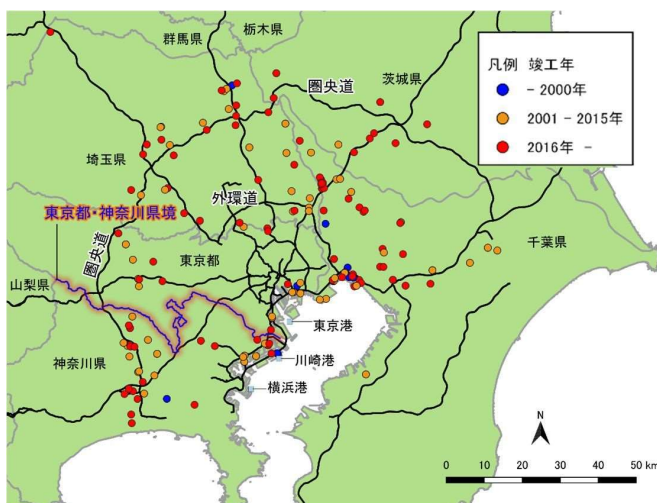 栃木県
群馬県
圏央道
茨城県
凡例 竣工年
- 2000年
2001 - 2015年
2016年 -
埼玉県
外環道
東京都・神奈川県境
圏央道
東京都
千葉県
山梨県
東京港
神奈川県
川崎港
横浜港
N
0 10 20 30 40 50 km